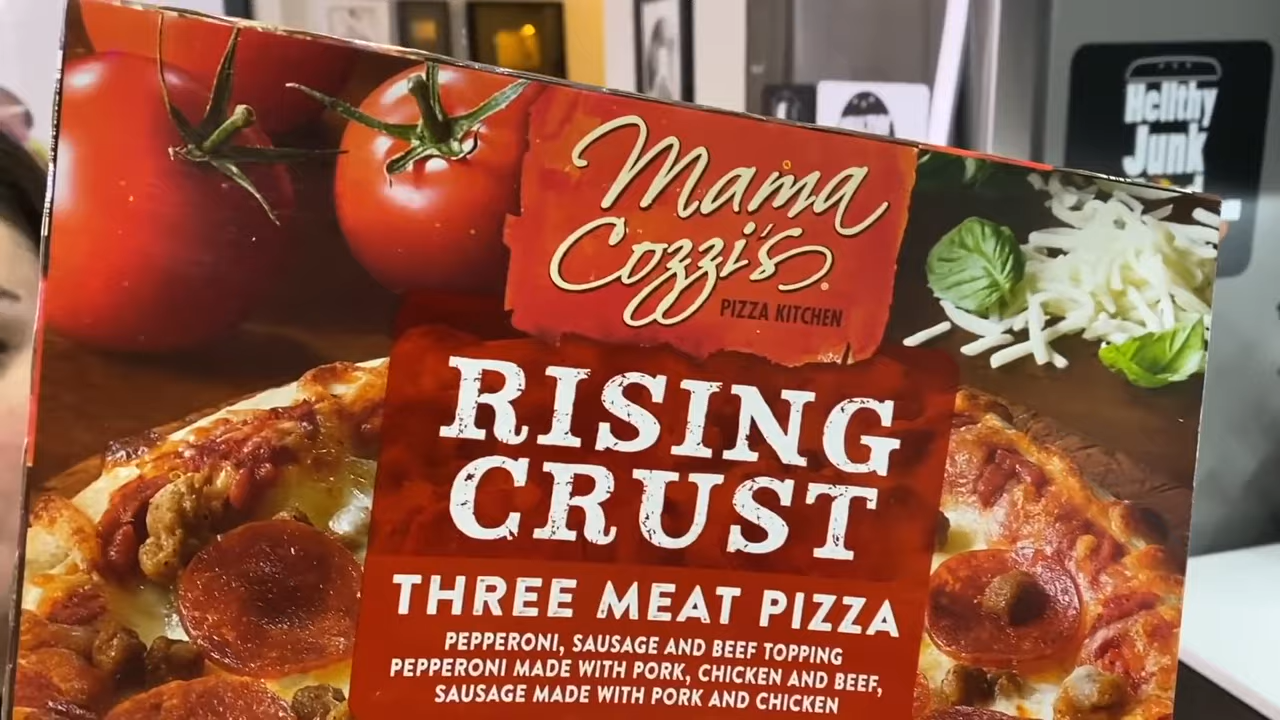 Mama
Cozzi's®
PIZZA KITCHEN
RISING
CRUST
THREE MEAT PIZZA
PEPPERONI, SAUSAGE AND BEEF TOPPING
PEPPERONI MADE WITH PORK, CHICKEN AND BEEF,
SAUSAGE MADE WITH PORK AND CHICKEN
Hellthy
Junk